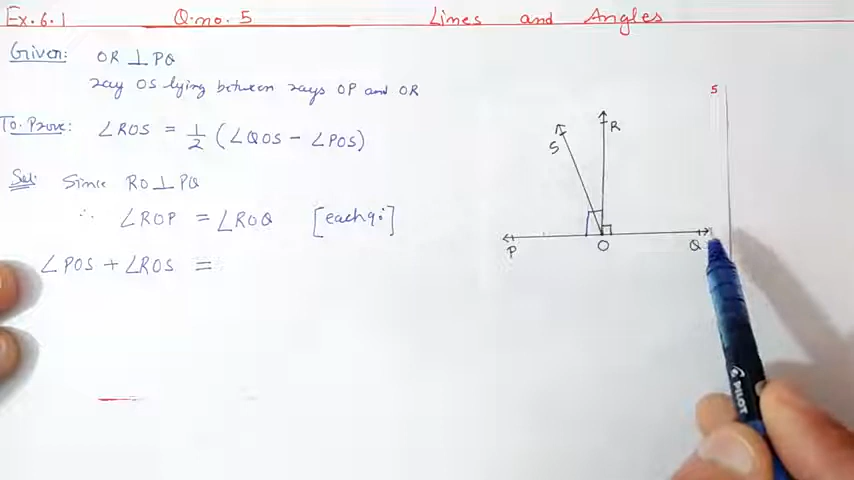 Ex. 6.1 Q.no. 5 Lines and Angles
Given: OR ⊥ PQ
ray OS lying between rays OP and OR
To Prove: ∠ROS = 1/2 (∠QOS - ∠POS)
Sol: Since RO ⊥ PQ
∴ ∠ROP = ∠ROQ [each 90°]
∠POS + ∠ROS =
5
R
S
P
O
Q
PILOT